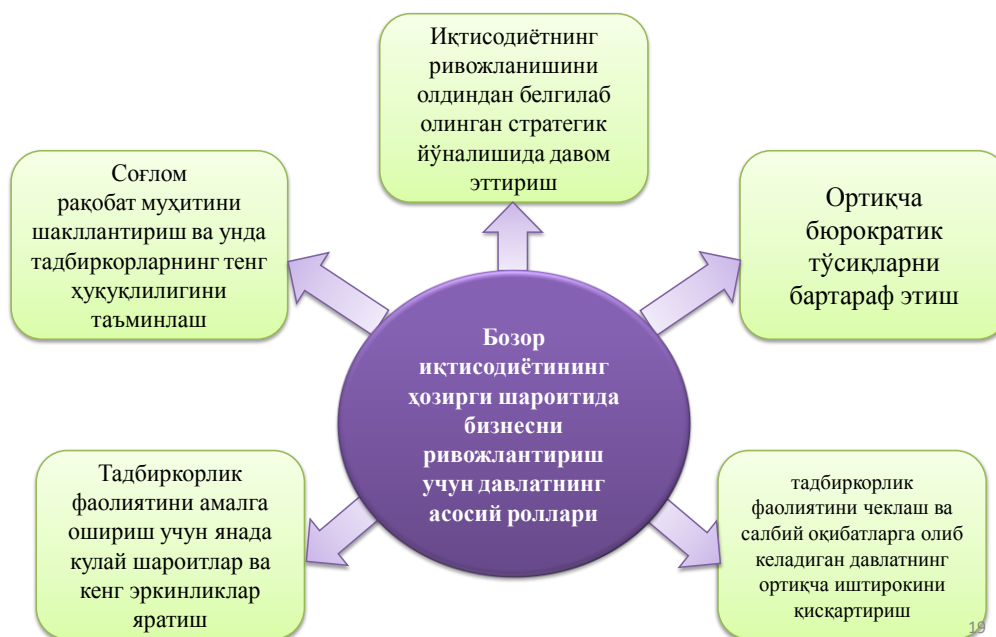 Иқтисодиётнинг
ривожланишини
олдиндан белгилаб
олинган стратегик
йўналишида давом
эттириш
Соғлом
рақобат муҳитини
шакллантириш ва унда
тадбиркорларнинг тенг
ҳуқуқлилигини
таъминлаш
Ортиқча
бюрократик
тўсиқларни
бартараф этиш
Бозор
иқтисодиётининг
ҳозирги шароитида
бизнесни
ривожлантириш
учун давлатнинг
асосий роллари
Тадбиркорлик
фаолиятини амалга
ошириш учун янада
кулай шароитлар ва
кенг эркинликлар
яратиш
тадбиркорлик
фаолиятини чеклаш ва
салбий оқибатларга олиб
келадиган давлатнинг
ортиқча иштирокини
қисқартириш
19